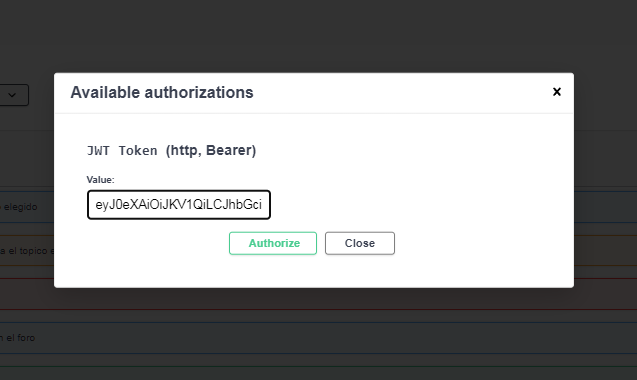 Available authorizations
×
JWT Token (http, Bearer)
Value:
eyJ0eXAiOiJKV1QiLCJhbGci
Authorize
Close
elegido
a el topico e
n el foro